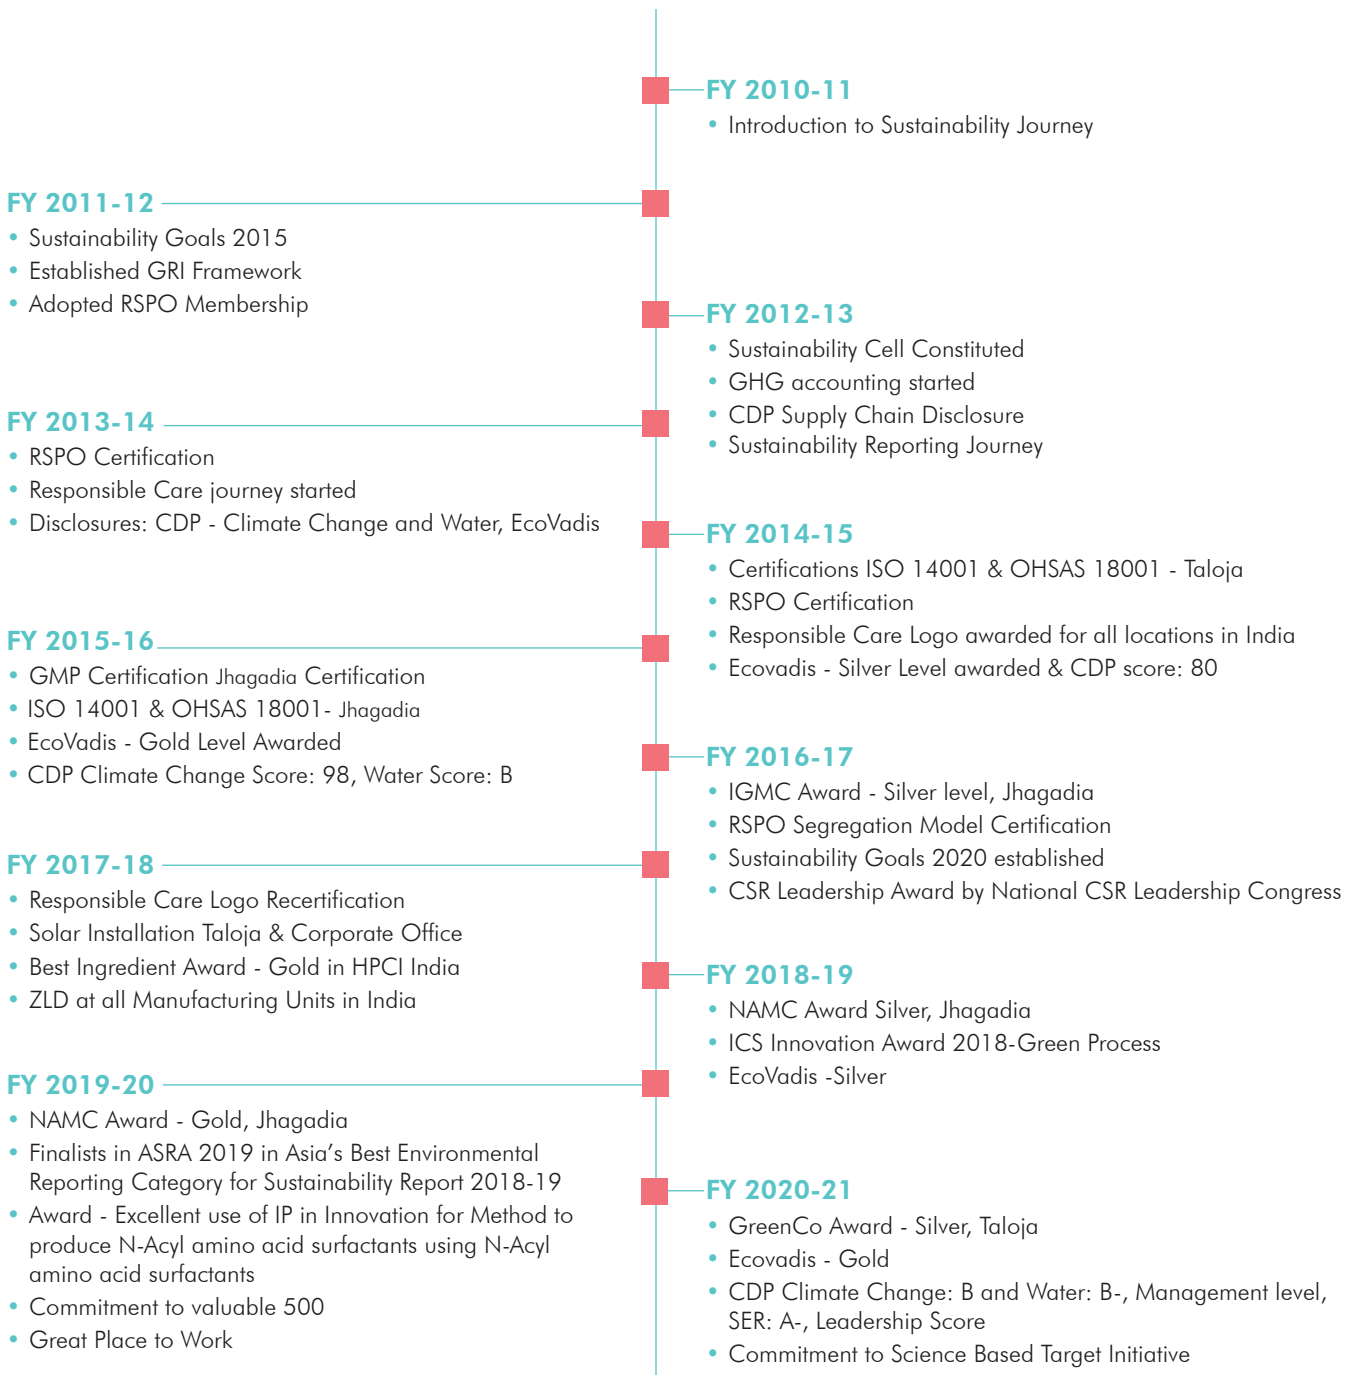 FY 2010-11
• Introduction to Sustainability Journey
FY 2011-12
• Sustainability Goals 2015
• Established GRI Framework
• Adopted RSPO Membership
FY 2012-13
• Sustainability Cell Constituted
• GHG accounting started
• CDP Supply Chain Disclosure
• Sustainability Reporting Journey
FY 2013-14
• RSPO Certification
• Responsible Care journey started
• Disclosures: CDP - Climate Change and Water, EcoVadis
FY 2014-15
• Certifications ISO 14001 & OHSAS 18001 - Taloja
• RSPO Certification
• Responsible Care Logo awarded for all locations in India
• Ecovadis - Silver Level awarded & CDP score: 80
FY 2015-16
• GMP Certification Jhagadia Certification
• ISO 14001 & OHSAS 18001- Jhagadia
• EcoVadis - Gold Level Awarded
• CDP Climate Change Score: 98, Water Score: B
FY 2016-17
• IGMC Award - Silver level, Jhagadia
• RSPO Segregation Model Certification
• Sustainability Goals 2020 established
• CSR Leadership Award by National CSR Leadership Congress
FY 2017-18
• Responsible Care Logo Recertification
• Solar Installation Taloja & Corporate Office
• Best Ingredient Award - Gold in HPCI India
• ZLD at all Manufacturing Units in India
FY 2018-19
• NAMC Award Silver, Jhagadia
• ICS Innovation Award 2018-Green Process
• EcoVadis -Silver
FY 2019-20
• NAMC Award - Gold, Jhagadia
• Finalists in ASRA 2019 in Asia's Best Environmental
Reporting Category for Sustainability Report 2018-19
• Award - Excellent use of IP in Innovation for Method to
produce N-Acyl amino acid surfactants using N-Acyl
amino acid surfactants
• Commitment to valuable 500
• Great Place to Work
FY 2020-21
• GreenCo Award - Silver, Taloja
• Ecovadis - Gold
• CDP Climate Change: B and Water: B-, Management level,
SER: A-, Leadership Score
• Commitment to Science Based Target Initiative